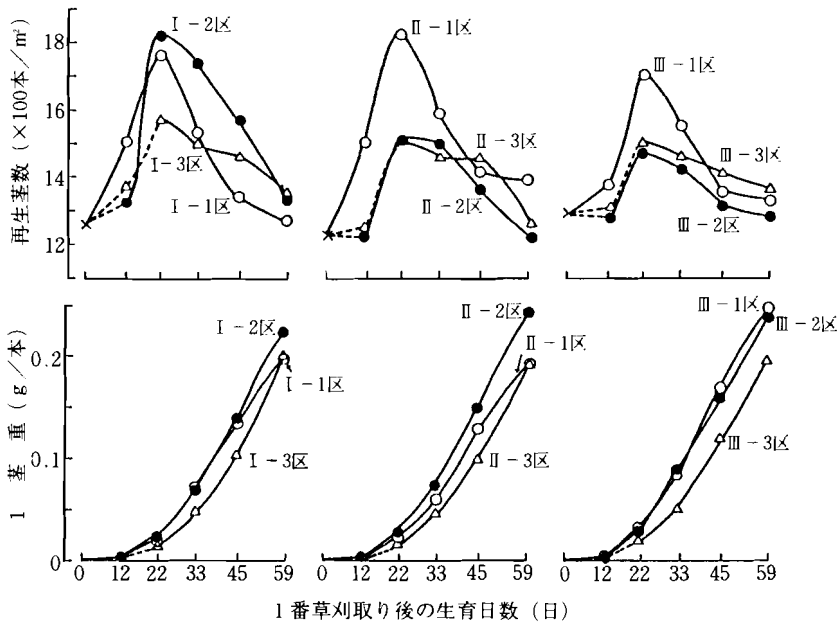 再生茎数(×100本/m²)
18
16
14
12
Ⅰ-2区
Ⅰ-3区
Ⅰ-1区
Ⅱ-1区
Ⅱ-3区
Ⅱ-2区
Ⅲ-1区
Ⅲ-3区
Ⅲ-2区
1茎重(g/本)
0.2
0.1
0
Ⅰ-2区
Ⅰ-1区
Ⅰ-3区
Ⅱ-2区
Ⅱ-1区
Ⅱ-3区
Ⅲ-1区
Ⅲ-2区
Ⅲ-3区
0 12 22 33 45 59 0 12 22 33 45 59 0 12 22 33 45 59
1番草刈取り後の生育日数(日)